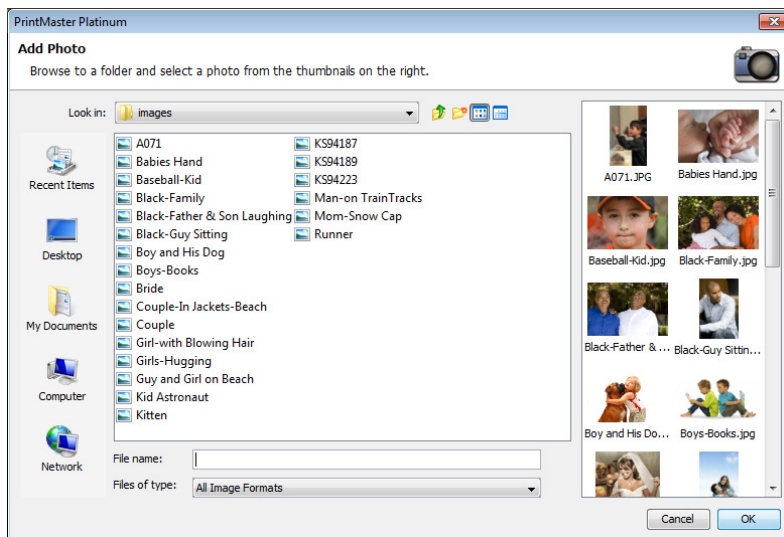 PrintMaster Platinum
Add Photo
Browse to a folder and select a photo from the thumbnails on the right.
Look in:
images
Recent Items
Desktop
My Documents
Computer
Network
A071
Babies Hand
Baseball-Kid
Black-Family
Black-Father & Son Laughing
Black-Guy Sitting
Boy and His Dog
Boys-Books
Bride
Couple-In Jackets-Beach
Couple
Girl-with Blowing Hair
Girls-Hugging
Guy and Girl on Beach
Kid Astronaut
Kitten
KS94187
KS94189
KS94223
Man-on TrainTracks
Mom-Snow Cap
Runner
File name:
Files of type:
All Image Formats
A071.JPG
Babies Hand.jpg
Baseball-Kid.jpg
Black-Family.jpg
Black-Father & ...
Black-Guy Sittin...
Boy and His Do...
Boys-Books.jpg
Cancel
OK